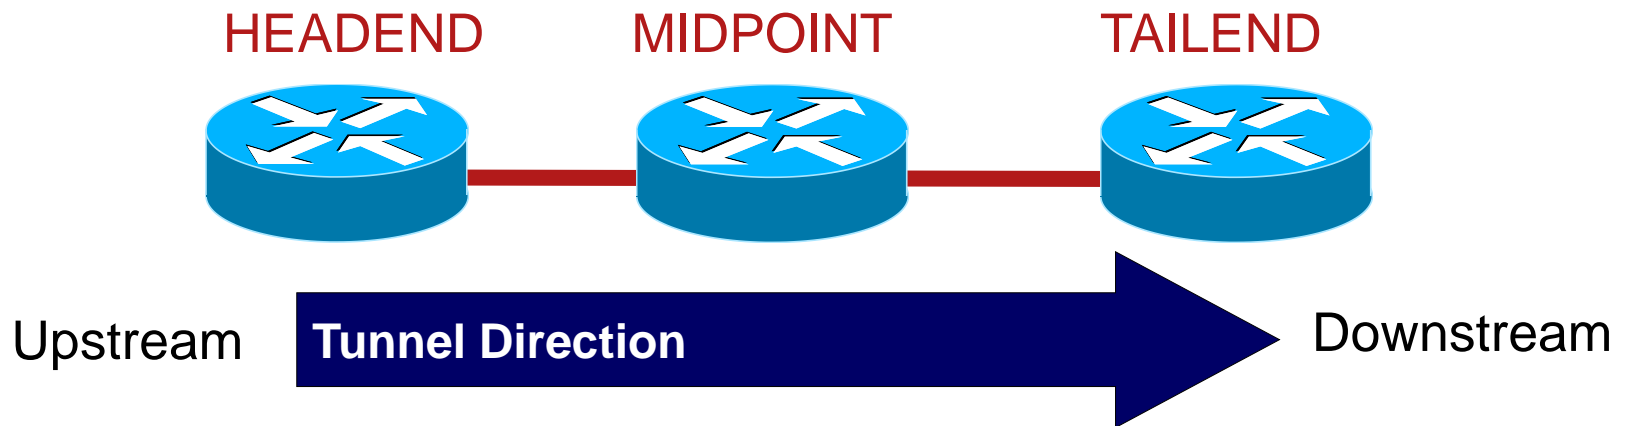 HEADEND MIDPOINT TAILEND
Upstream Tunnel Direction Downstream